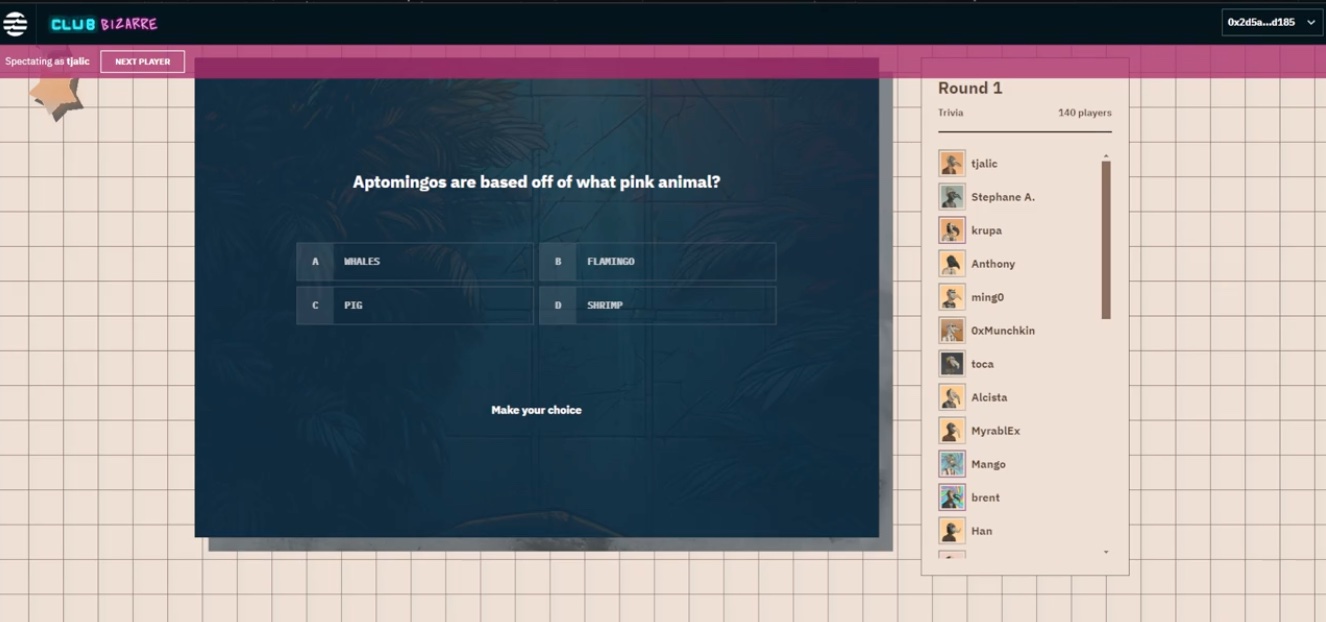 CLUB BIZARRE
0x2d5a...d185
Spectating as tjalic
NEXT PLAYER
Aptomingos are based off of what pink animal?
A WHALES
B FLAMINGO
C PIG
D SHRIMP
Make your choice
Round 1
Trivia 140 players
tjalic
Stephane A.
krupa
Anthony
ming0
0xMunchkin
toca
Alcista
MyrablEx
Mango
brent
Han